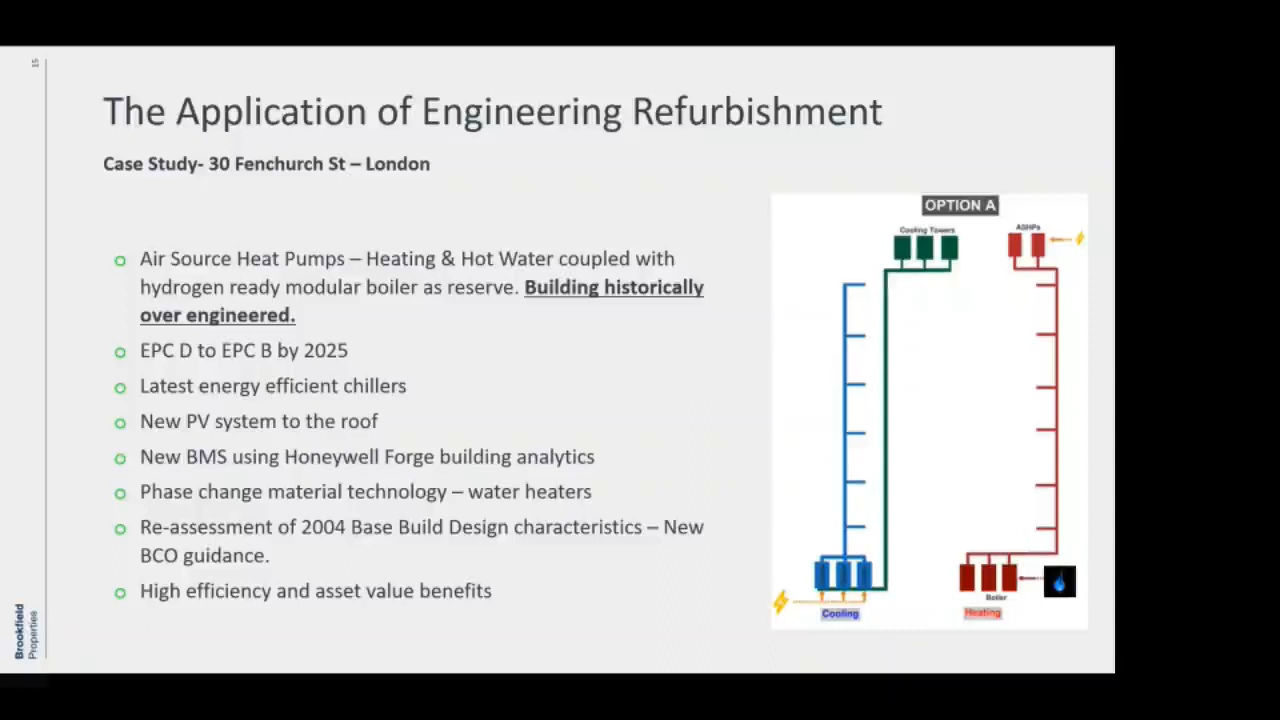 15
The Application of Engineering Refurbishment
Case Study- 30 Fenchurch St – London
Air Source Heat Pumps – Heating & Hot Water coupled with
hydrogen ready modular boiler as reserve. Building historically
over engineered.
EPC D to EPC B by 2025
Latest energy efficient chillers
New PV system to the roof
New BMS using Honeywell Forge building analytics
Phase change material technology – water heaters
Re-assessment of 2004 Base Build Design characteristics – New
BCO guidance.
High efficiency and asset value benefits
OPTION A
Cooling Towers
ASHPs
Boiler
Cooling
Heating
Brookfield
Properties